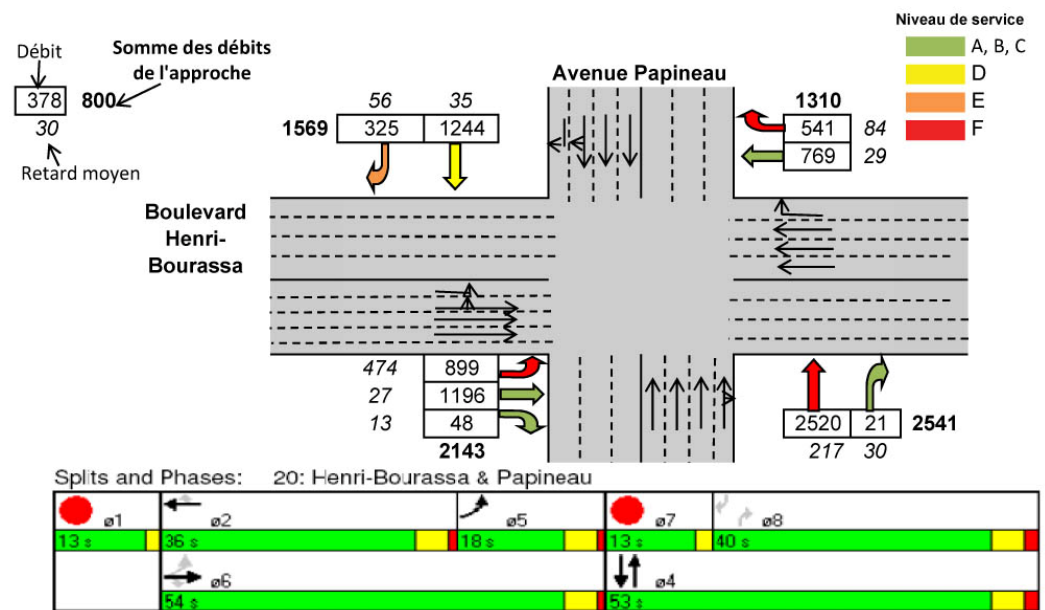 Débit
Somme des débits
de l'approche
378 800
30
Retard moyen
Niveau de service
A, B, C
D
E
F
Avenue Papineau
56 35
1569 325 1244
1310
541 84
769 29
Boulevard
Henri-
Bourassa
474 899
27 1196
13 48
2143
2520 21 2541
217 30
Splits and Phases: 20: Henri-Bourassa & Papineau
ø1 ø2 ø5 ø7 ø8
13 s 36 s 18 s 13 s 40 s
ø6 ø4
54 s 53 s